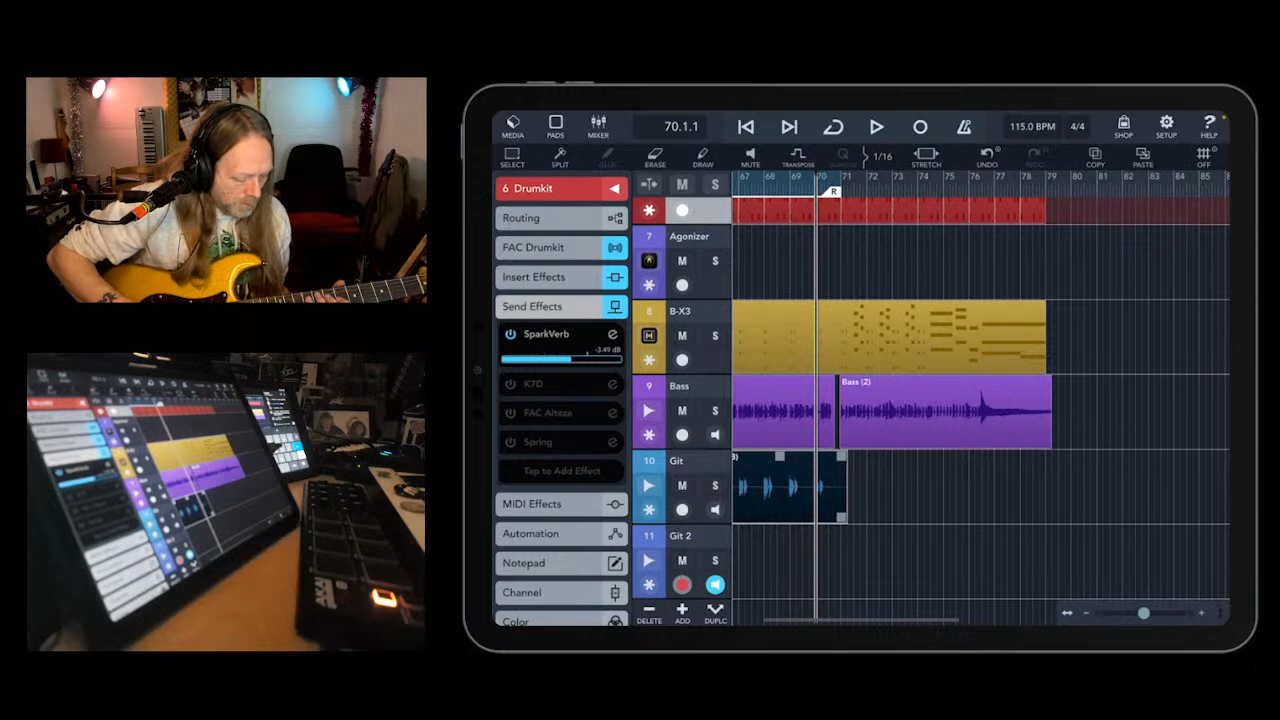 MEDIA PADS MIXER 70.1.1 115.0 BPM 4/4 SHOP SETUP HELP
SELECT SPLIT ERASE DRAW MUTE TRANSPOSE 1/16 STRETCH UNDO COPY PASTE OFF
67 68 69 70 71 72 73 74 75 76 77 78 79 80 81 82 83 84 85
R
6 Drumkit M S
Routing
7 Agonizer
FAC Drumkit
M S
Insert Effects
Send Effects
8 B-X3
SparkVerb
M S
-3.49 dB
K7D
9 Bass
Bass (2)
FAC Alteza
M S
Spring
10 Git
Tap to Add Effect
M S
MIDI Effects
Automation
11 Git 2
Notepad
M S
Channel
DELETE ADD DUPLC
Color